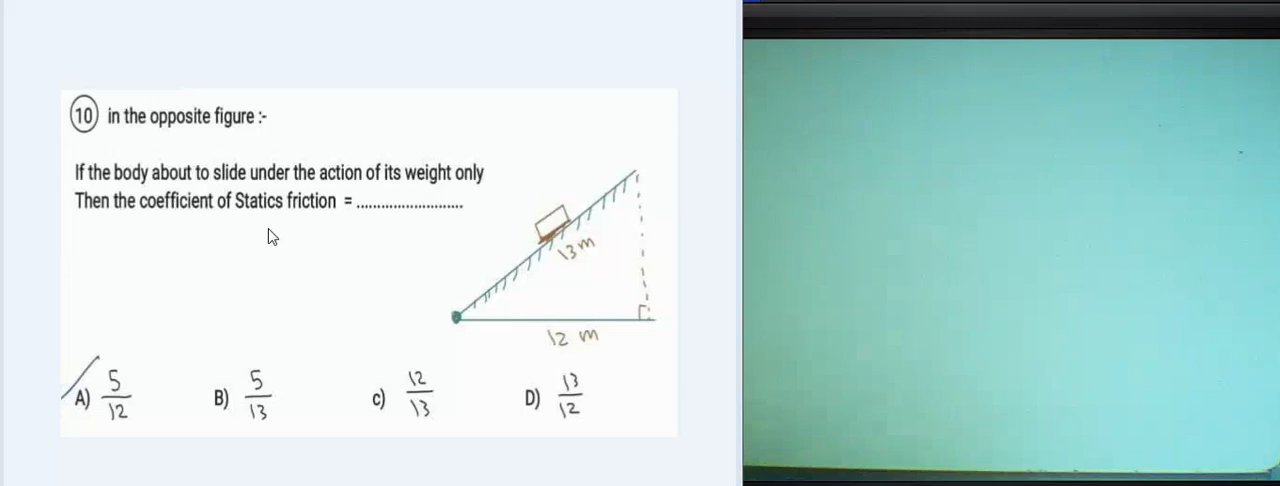 10 in the opposite figure :-
If the body about to slide under the action of its weight only
Then the coefficient of Statics friction = ..........................
13 m
12 m
A) 5/12 B) 5/13 c) 12/13 D) 13/12